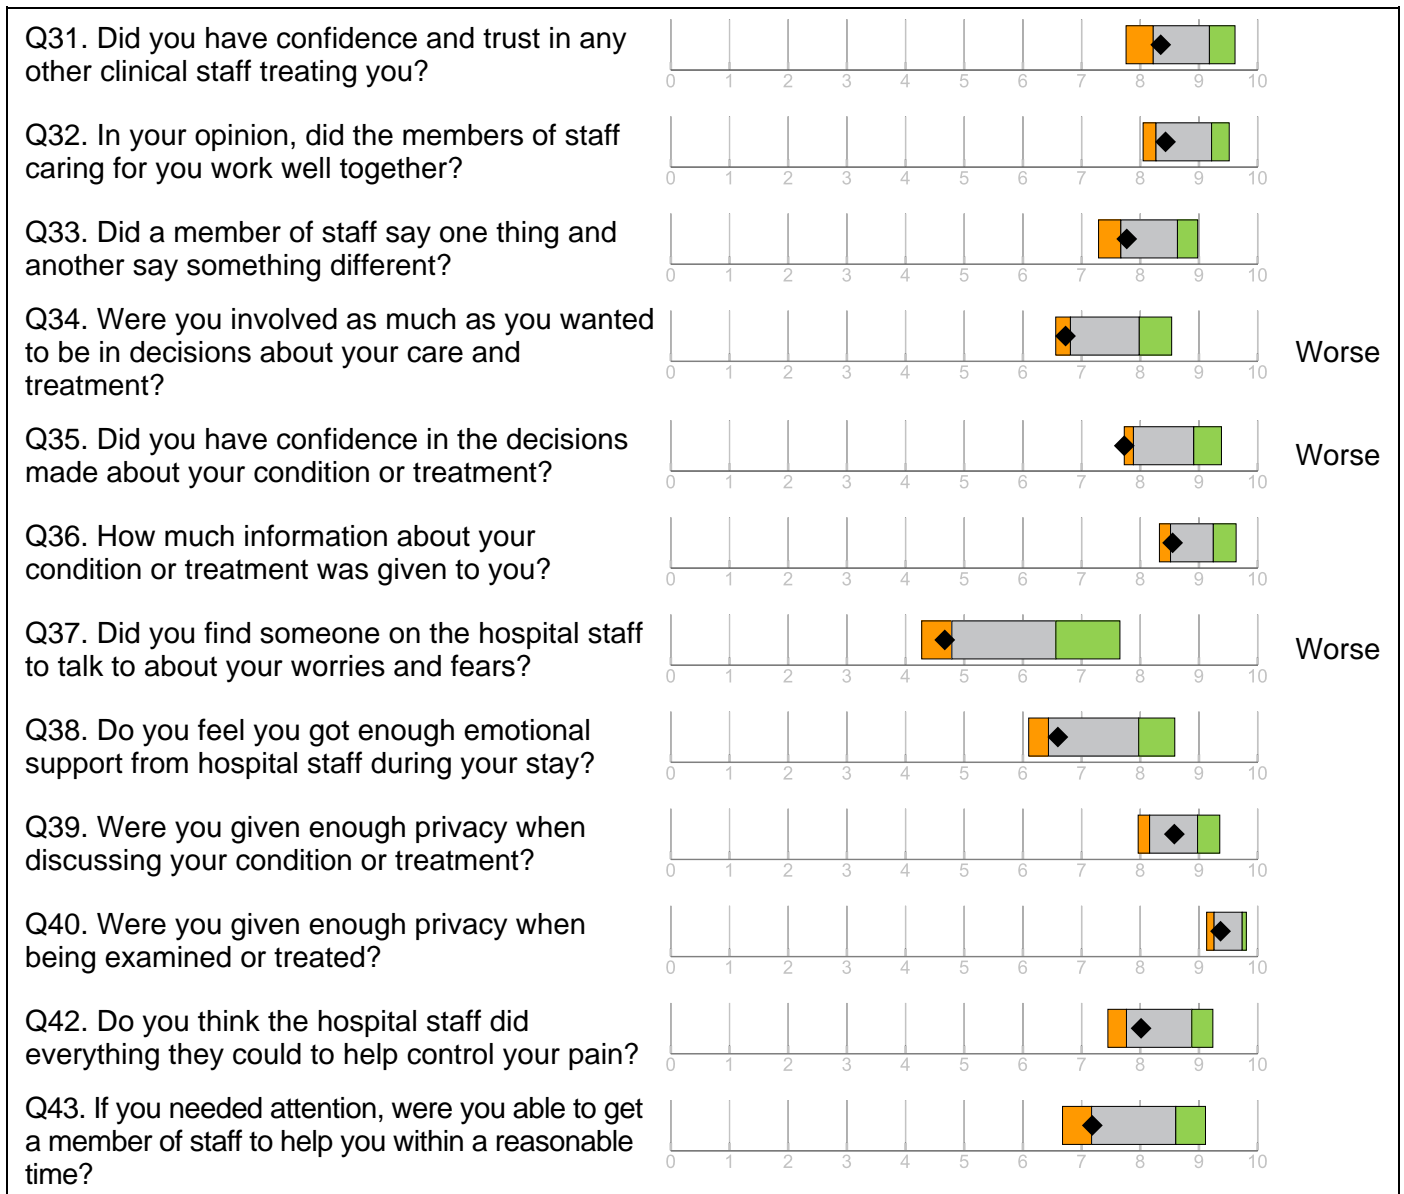 Q31. Did you have confidence and trust in any
other clinical staff treating you?
0 1 2 3 4 5 6 7 8 9 10
Q32. In your opinion, did the members of staff
caring for you work well together?
0 1 2 3 4 5 6 7 8 9 10
Q33. Did a member of staff say one thing and
another say something different?
0 1 2 3 4 5 6 7 8 9 10
Q34. Were you involved as much as you wanted
to be in decisions about your care and
treatment?
0 1 2 3 4 5 6 7 8 9 10
Worse
Q35. Did you have confidence in the decisions
made about your condition or treatment?
0 1 2 3 4 5 6 7 8 9 10
Worse
Q36. How much information about your
condition or treatment was given to you?
0 1 2 3 4 5 6 7 8 9 10
Q37. Did you find someone on the hospital staff
to talk to about your worries and fears?
0 1 2 3 4 5 6 7 8 9 10
Worse
Q38. Do you feel you got enough emotional
support from hospital staff during your stay?
0 1 2 3 4 5 6 7 8 9 10
Q39. Were you given enough privacy when
discussing your condition or treatment?
0 1 2 3 4 5 6 7 8 9 10
Q40. Were you given enough privacy when
being examined or treated?
0 1 2 3 4 5 6 7 8 9 10
Q42. Do you think the hospital staff did
everything they could to help control your pain?
0 1 2 3 4 5 6 7 8 9 10
Q43. If you needed attention, were you able to get
a member of staff to help you within a reasonable
time?
0 1 2 3 4 5 6 7 8 9 10